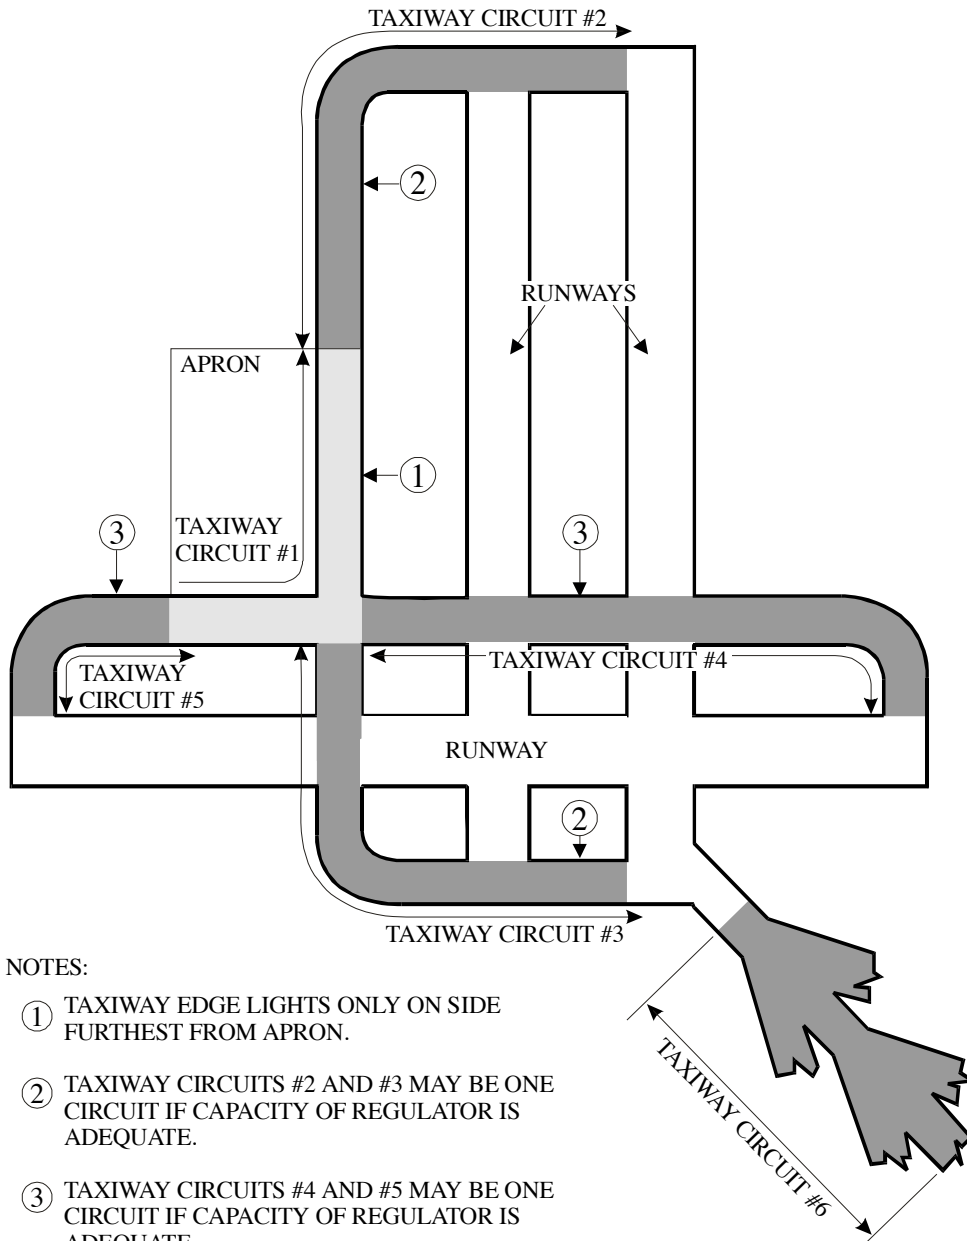 TAXIWAY CIRCUIT #2
2
RUNWAYS
APRON
1
3
TAXIWAY
CIRCUIT #1
3
TAXIWAY
CIRCUIT #5
TAXIWAY CIRCUIT #4
RUNWAY
2
TAXIWAY CIRCUIT #3
NOTES:
1 TAXIWAY EDGE LIGHTS ONLY ON SIDE
FURTHEST FROM APRON.
2 TAXIWAY CIRCUITS #2 AND #3 MAY BE ONE
CIRCUIT IF CAPACITY OF REGULATOR IS
ADEQUATE.
3 TAXIWAY CIRCUITS #4 AND #5 MAY BE ONE
CIRCUIT IF CAPACITY OF REGULATOR IS
ADEQUATE
TAXIWAY CIRCUIT #6